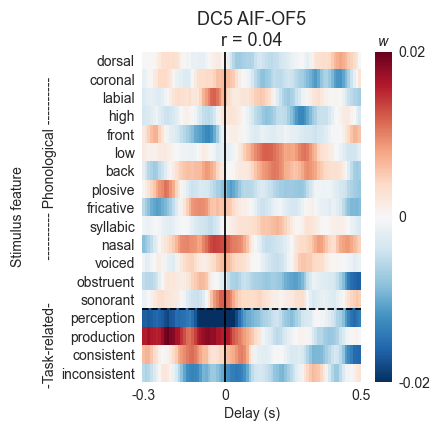 DC5 AIF-OF5
r = 0.04
w
dorsal
coronal
labial
high
front
low
back
plosive
fricative
syllabic
nasal
voiced
obstruent
sonorant
perception
production
consistent
inconsistent
Stimulus feature
---------- Phonological ----------
-Task-related-
0.02
0
-0.02
-0.3
0
0.5
Delay (s)